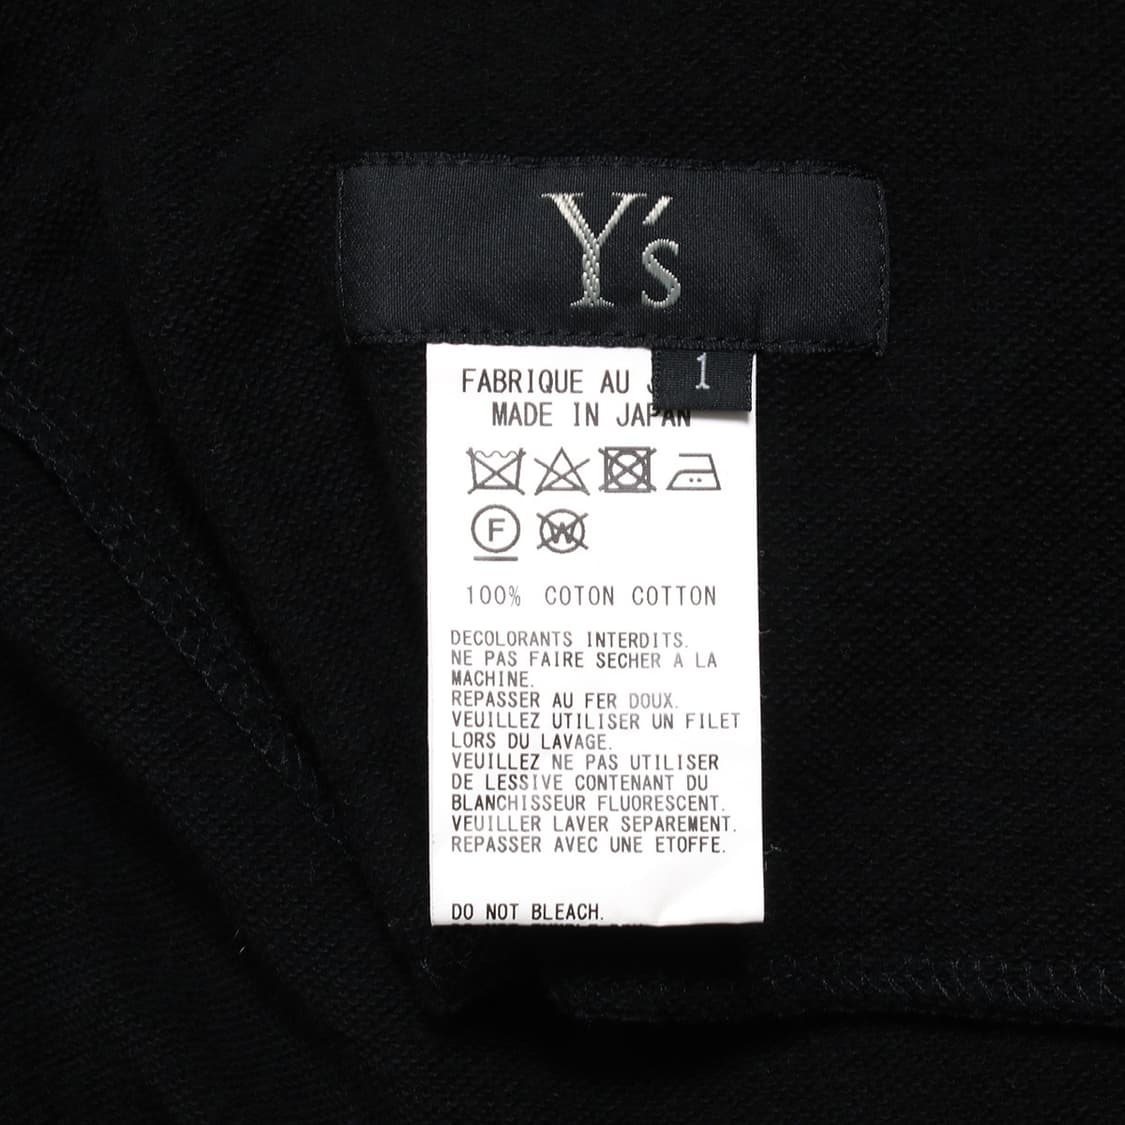 Y's
1
FABRIQUE AU
MADE IN JAPAN
F
W
100% COTON COTTON
DECOLORANTS INTERDITS.
NE PAS FAIRE SECHER A LA
MACHINE.
REPASSER AU FER DOUX.
VEUILLEZ UTILISER UN FILET
LORS DU LAVAGE.
VEUILLEZ NE PAS UTILISER
DE LESSIVE CONTENANT DU
BLANCHISSEUR FLUORESCENT.
VEUILLER LAVER SEPAREMENT.
REPASSER AVEC UNE ETOFFE.
DO NOT BLEACH.